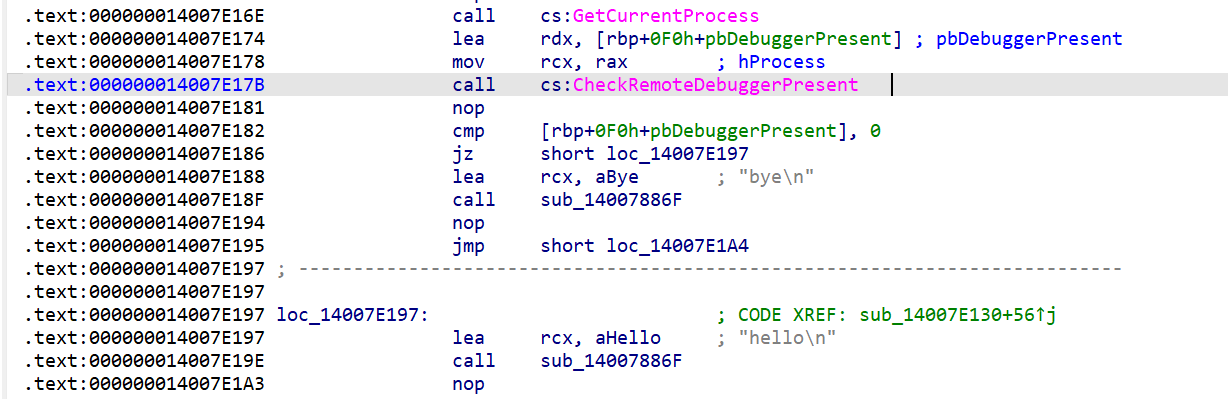 .text:000000014007E16E call cs:GetCurrentProcess
.text:000000014007E174 lea rdx, [rbp+0F0h+pbDebuggerPresent] ; pbDebuggerPresent
.text:000000014007E178 mov rcx, rax ; hProcess
.text:000000014007E17B call cs:CheckRemoteDebuggerPresent
.text:000000014007E181 nop
.text:000000014007E182 cmp [rbp+0F0h+pbDebuggerPresent], 0
.text:000000014007E186 jz short loc_14007E197
.text:000000014007E188 lea rcx, aBye ; "bye\n"
.text:000000014007E18F call sub_14007886F
.text:000000014007E194 nop
.text:000000014007E195 jmp short loc_14007E1A4
.text:000000014007E197 ; ---------------------------------------------------------------------------
.text:000000014007E197
.text:000000014007E197 loc_14007E197: ; CODE XREF: sub_14007E130+56↑j
.text:000000014007E197 lea rcx, aHello ; "hello\n"
.text:000000014007E19E call sub_14007886F
.text:000000014007E1A3 nop